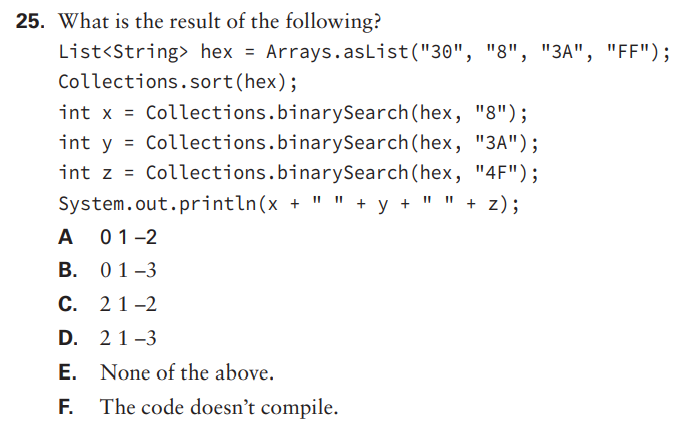 25. What is the result of the following?
List<String> hex = Arrays.asList("30", "8", "3A", "FF");
Collections.sort(hex);
int x = Collections.binarySearch(hex, "8");
int y = Collections.binarySearch(hex, "3A");
int z = Collections.binarySearch(hex, "4F");
System.out.println(x + " " + y + " " + z);
A 0 1 –2
B. 0 1 –3
C. 2 1 –2
D. 2 1 –3
E. None of the above.
F. The code doesn’t compile.